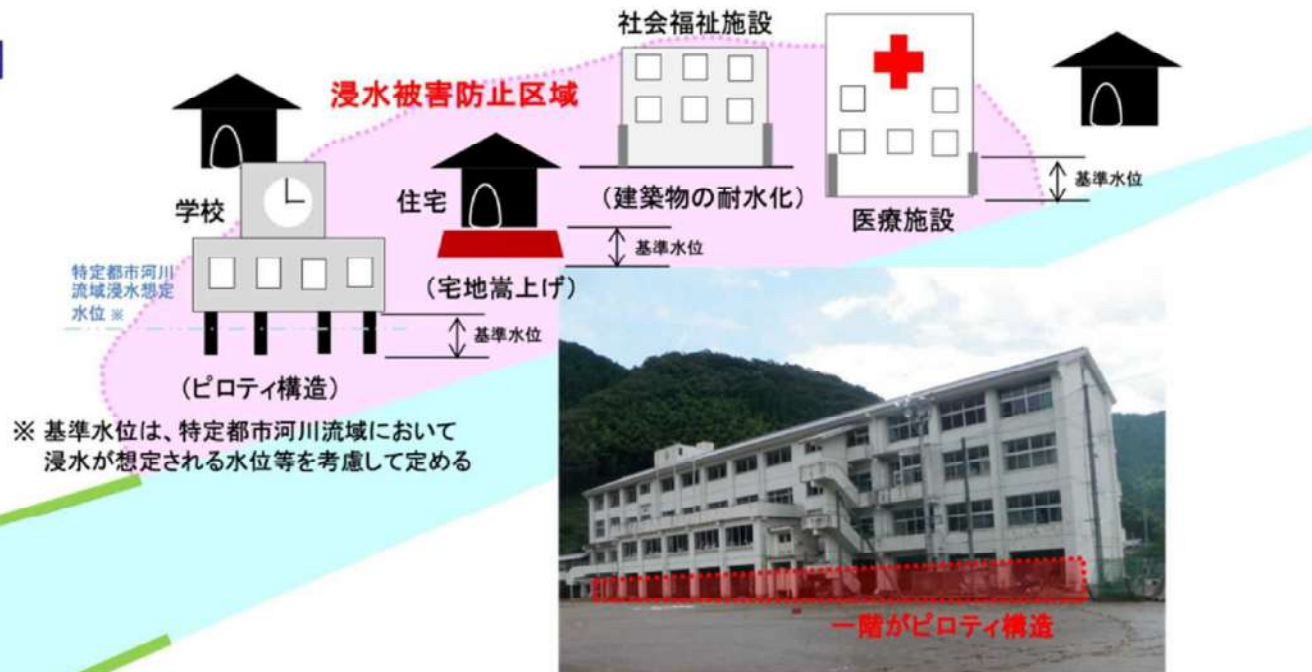 社会福祉施設
浸水被害防止区域
学校
住宅
(建築物の耐水化)
基準水位
医療施設
基準水位
特定都市河川
流域浸水想定
水位 ※
(宅地嵩上げ)
基準水位
(ピロティ構造)
※ 基準水位は、特定都市河川流域において
浸水が想定される水位等を考慮して定める
一階がピロティ構造